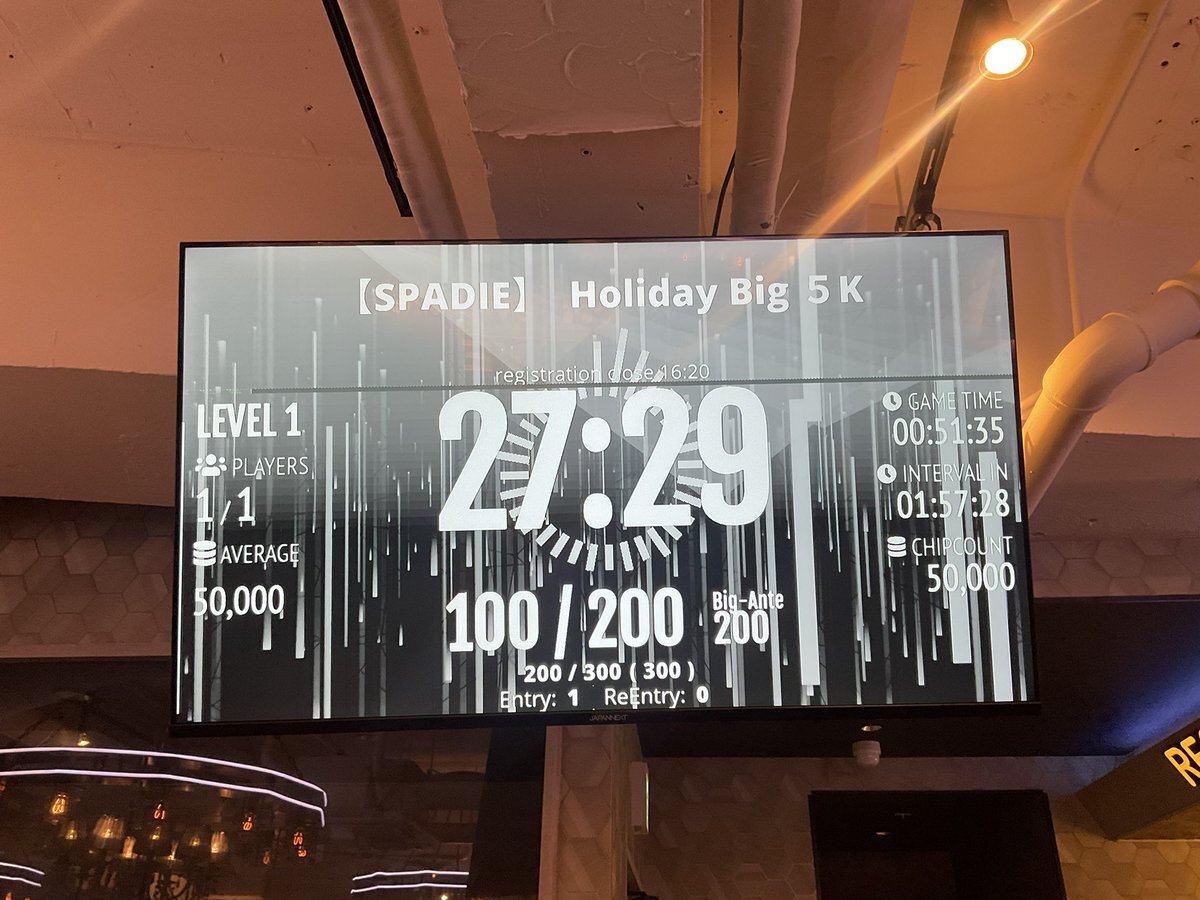 【SPADIE】 Holiday Big 5K
registration close 16:20
LEVEL 1
PLAYERS
1 / 1
AVERAGE
50,000
27:29
100 / 200
Big-Ante
200
200 / 300 ( 300 )
Entry: 1 ReEntry: 0
GAME TIME
00:51:35
INTERVAL IN
01:57:28
CHIPCOUNT
50,000
JAPANNEXT